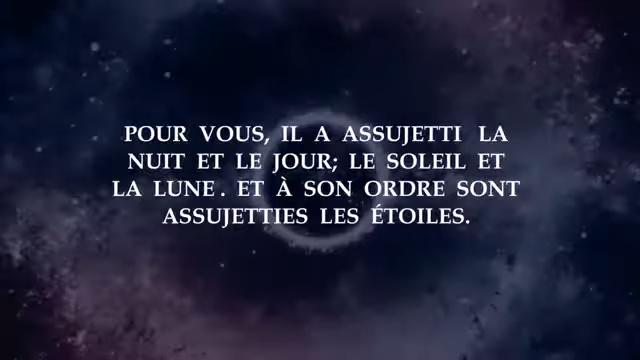 POUR VOUS, IL A ASSUJETTI LA
NUIT ET LE JOUR; LE SOLEIL ET
LA LUNE. ET À SON ORDRE SONT
ASSUJETTIES LES ÉTOILES.